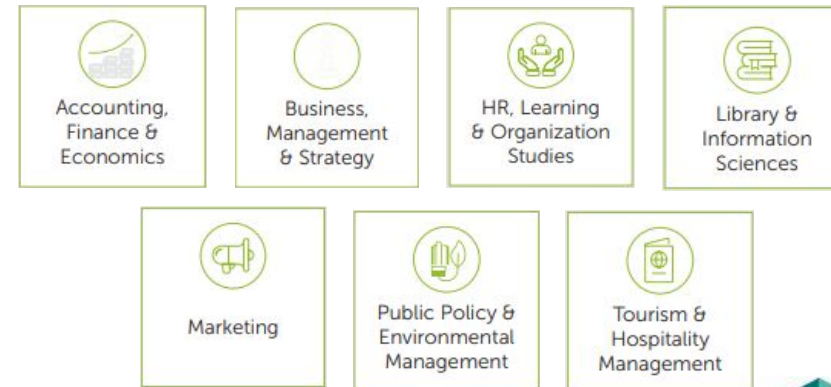 Accounting,
Finance &
Economics
Business,
Management
& Strategy
HR, Learning
& Organization
Studies
Library &
Information
Sciences
Marketing
Public Policy &
Environmental
Management
Tourism &
Hospitality
Management